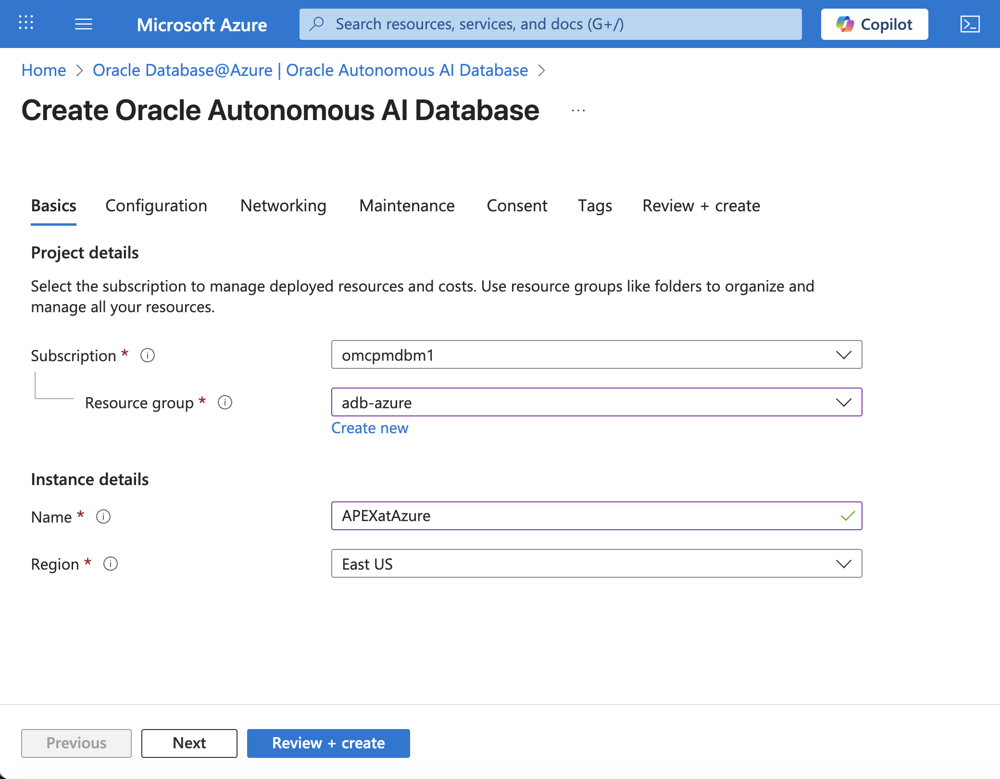 Microsoft Azure
Search resources, services, and docs (G+/)
Copilot
Home > Oracle Database@Azure | Oracle Autonomous AI Database >
Create Oracle Autonomous AI Database ...
Basics Configuration Networking Maintenance Consent Tags Review + create
Project details
Select the subscription to manage deployed resources and costs. Use resource groups like folders to organize and
manage all your resources.
Subscription * omcpmdbm1
Resource group * adb-azure
Create new
Instance details
Name * APEXatAzure
Region * East US
Previous Next Review + create